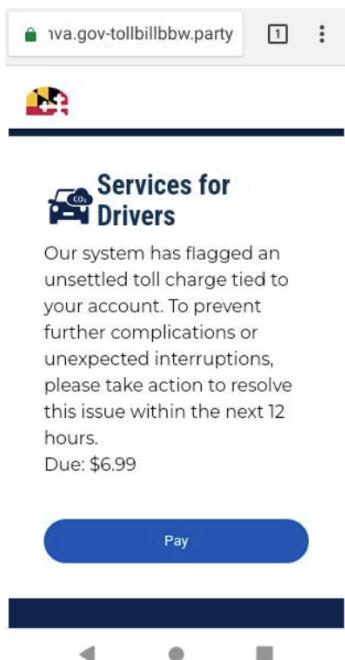 nva.gov-tollbillbbw.party 1
CO₂
Services for
Drivers
Our system has flagged an
unsettled toll charge tied to
your account. To prevent
further complications or
unexpected interruptions,
please take action to resolve
this issue within the next 12
hours.
Due: $6.99
Pay